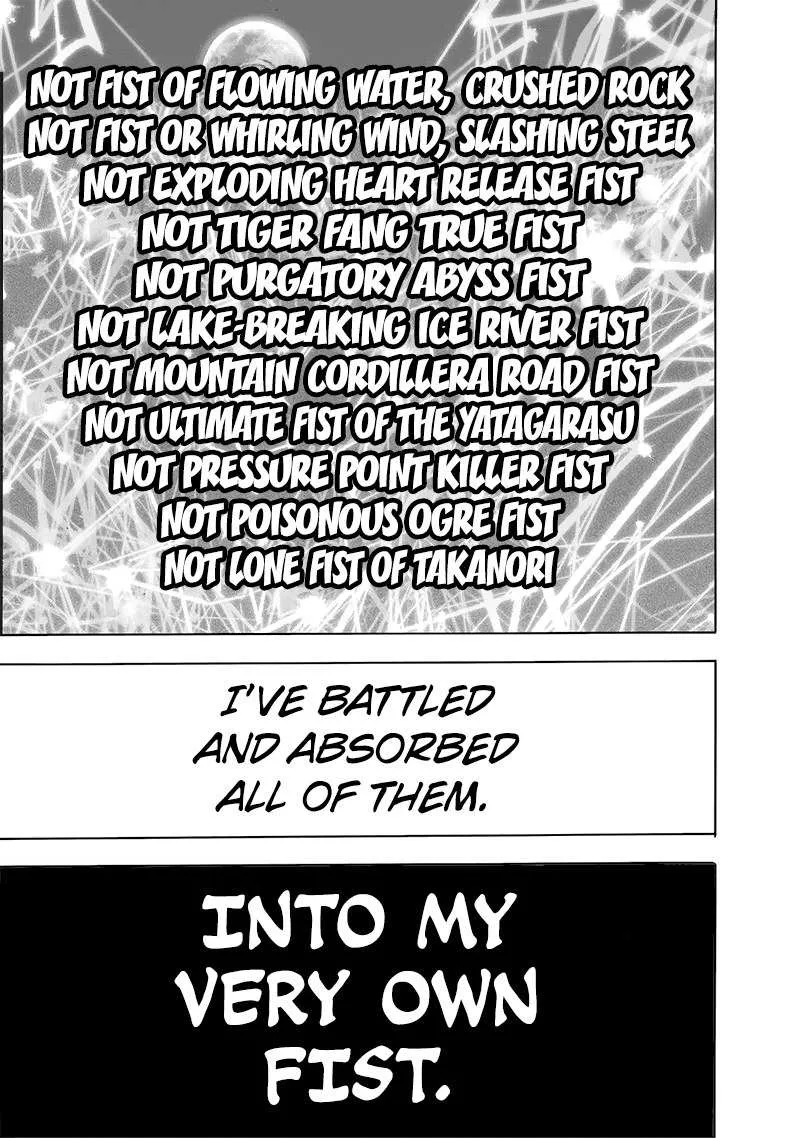 NOT FIST OF FLOWING WATER, CRUSHED ROCK
NOT FIST OR WHIRLING WIND, SLASHING STEEL
NOT EXPLODING HEART RELEASE FIST
NOT TIGER FANG TRUE FIST
NOT PURGATORY ABYSS FIST
NOT LAKE-BREAKING ICE RIVER FIST
NOT MOUNTAIN CORDILLERA ROAD FIST
NOT ULTIMATE FIST OF THE YATAGARASU
NOT PRESSURE POINT KILLER FIST
NOT POISONOUS OGRE FIST
NOT LONE FIST OF TAKANORI
I'VE BATTLED
AND ABSORBED
ALL OF THEM.
INTO MY
VERY OWN
FIST.